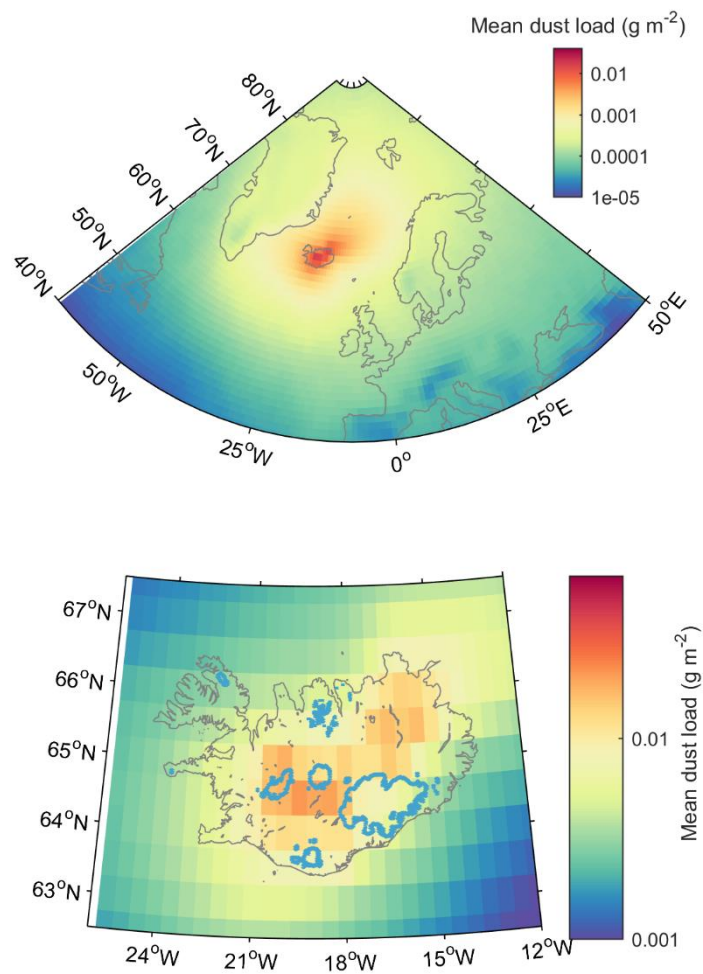 Mean dust load (g m⁻²)
0.01
0.001
0.0001
1e-05
80°N
70°N
60°N
50°N
40°N
50°W
25°W
0°
25°E
50°E
67°N
66°N
65°N
64°N
63°N
24°W
21°W
18°W
15°W
12°W
0.01
0.001
Mean dust load (g m⁻²)